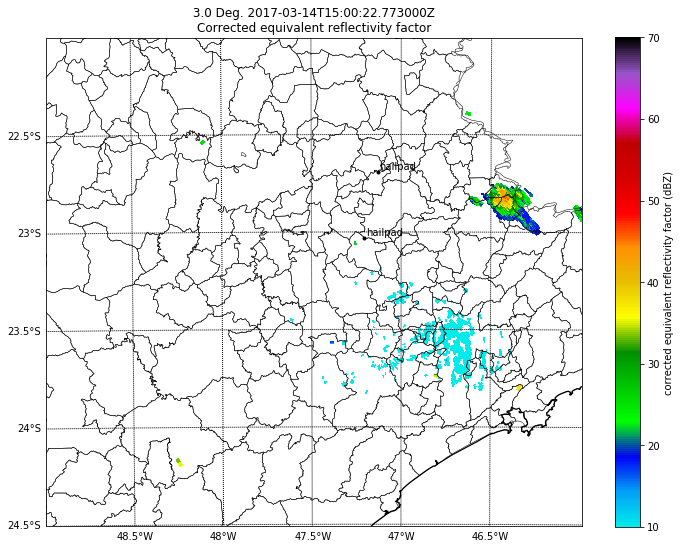 3.0 Deg. 2017-03-14T15:00:22.773000Z
Corrected equivalent reflectivity factor
70
60
50
40
30
20
10
corrected equivalent reflectivity factor (dBZ)
22.5°S
23°S
23.5°S
24°S
24.5°S
hailpad
hailpad
48.5°W
48°W
47.5°W
47°W
46.5°W